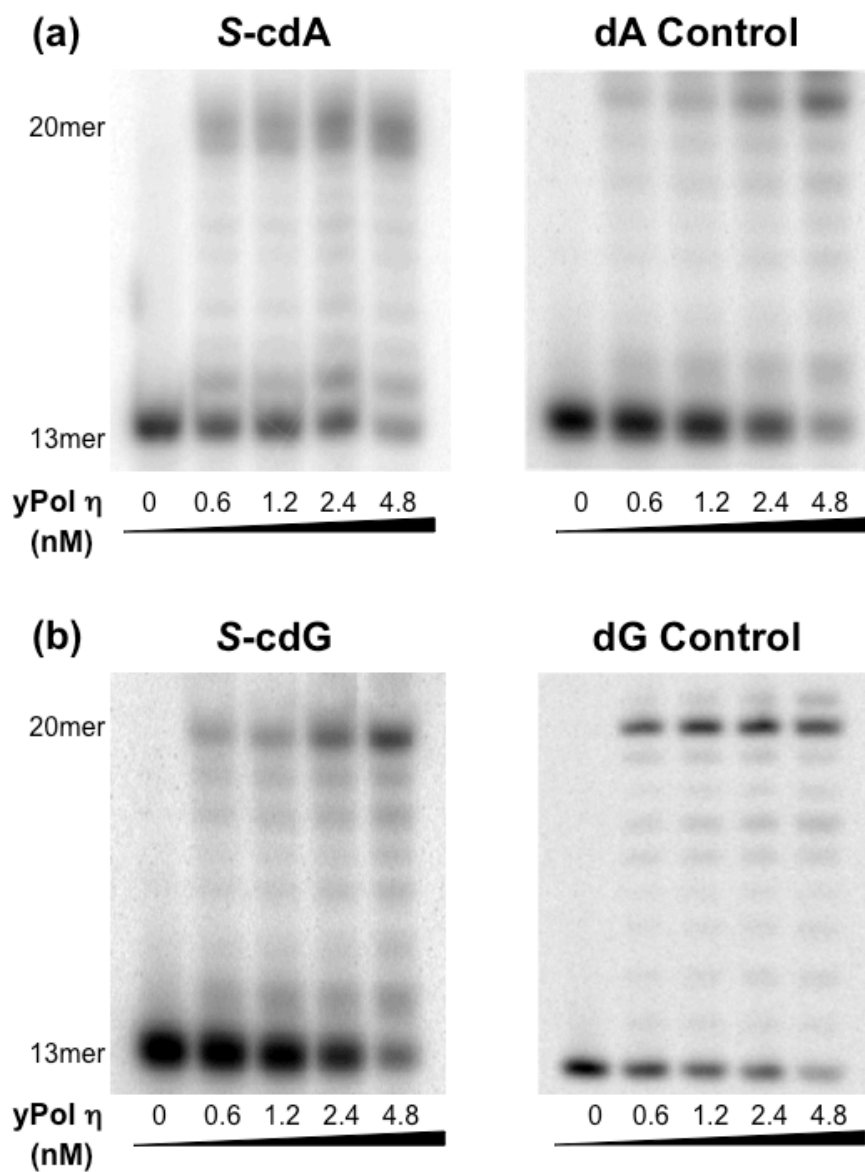 (a) S-cdA dA Control
20mer
13mer
yPol η 0 0.6 1.2 2.4 4.8 0 0.6 1.2 2.4 4.8
(nM)
(b) S-cdG dG Control
20mer
13mer
yPol η 0 0.6 1.2 2.4 4.8 0 0.6 1.2 2.4 4.8
(nM)